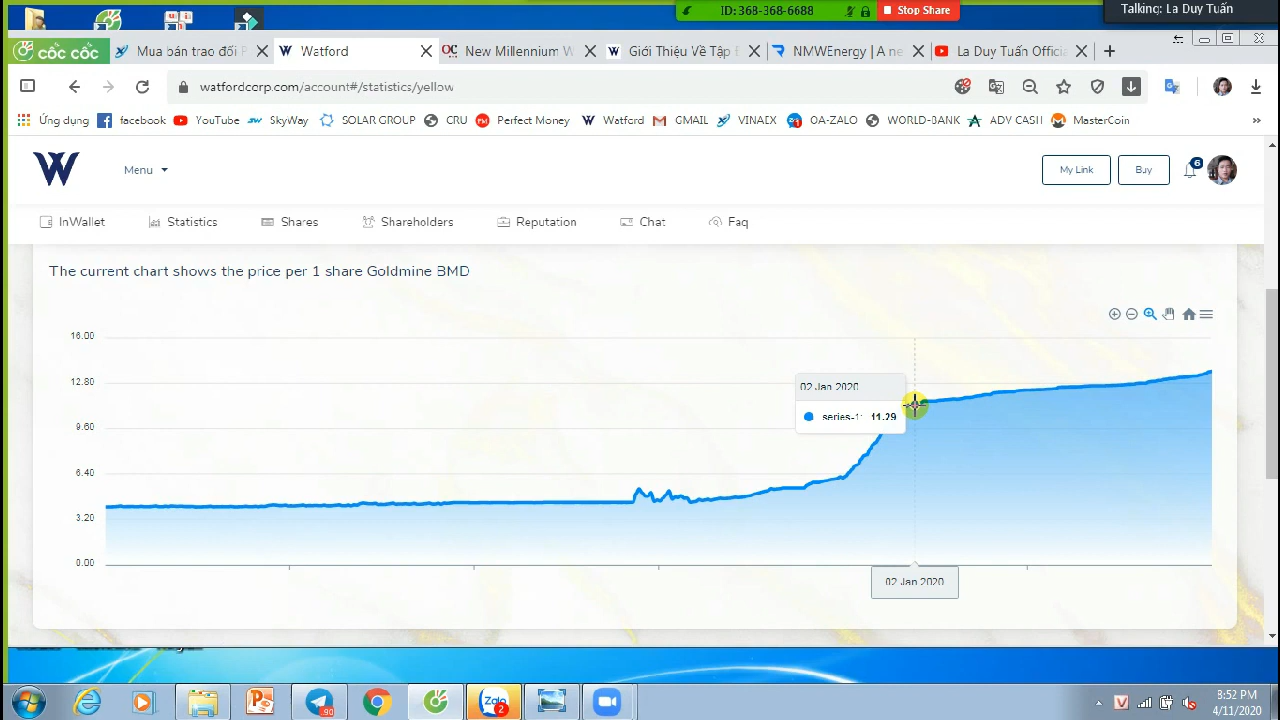 ID: 368-368-6688
Stop Share
Talking: La Duy Tuấn
CỐC CỐC
Mua bán trao đổi P
Watford
New Millennium W
Giới Thiệu Về Tập
NMWEnergy | A ne
La Duy Tuấn Officia
watfordcorp.com/account#/statistics/yellow
Ứng dụng
facebook
YouTube
SkyWay
SOLAR GROUP
CRU
Perfect Money
Watford
GMAIL
VINADX
OA-ZALO
WORLD-BANK
ADV CASH
MasterCoin
Menu
My Link
Buy
6
InWallet
Statistics
Shares
Shareholders
Reputation
Chat
Faq
The current chart shows the price per 1 share Goldmine BMD
16.00
12.80
9.60
6.40
3.20
0.00
02 Jan 2020
series-1: 11.29
02 Jan 2020
90
Zalo
2
8:52 PM
4/11/2020